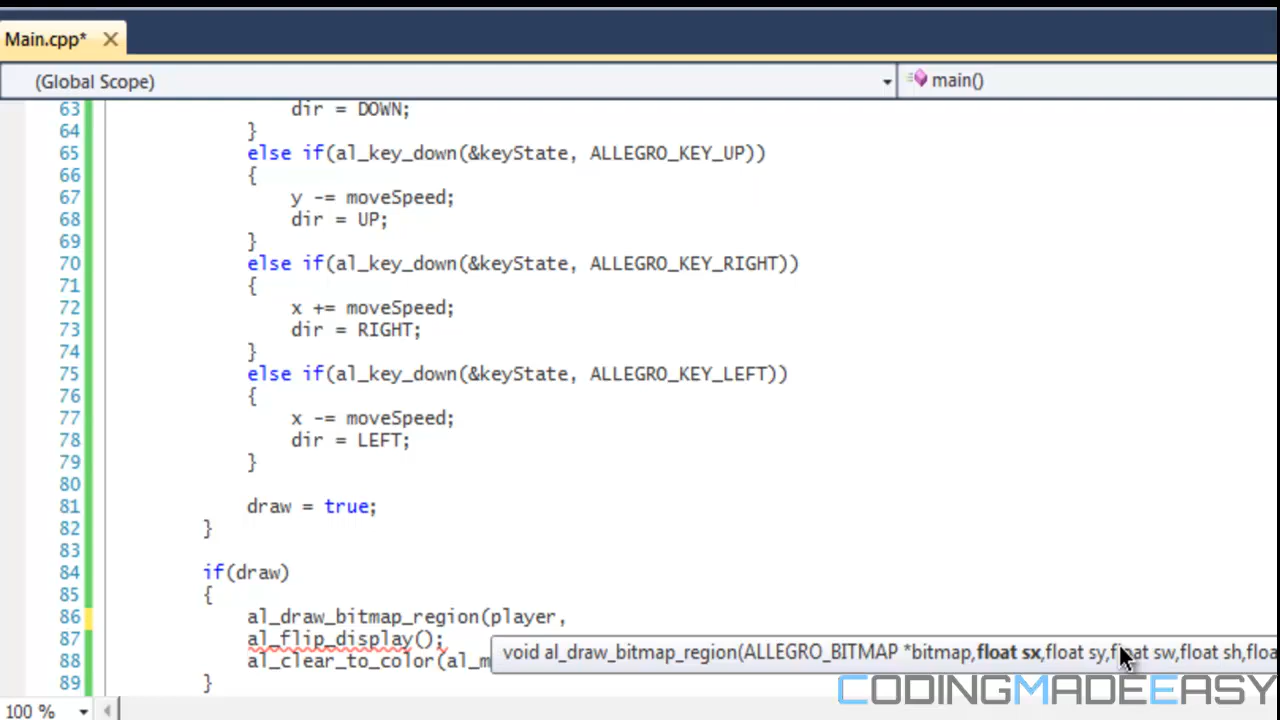 Main.cpp*
(Global Scope)
main()
63 dir = DOWN;
64 }
65 else if(al_key_down(&keyState, ALLEGRO_KEY_UP))
66 {
67 y -= moveSpeed;
68 dir = UP;
69 }
70 else if(al_key_down(&keyState, ALLEGRO_KEY_RIGHT))
71 {
72 x += moveSpeed;
73 dir = RIGHT;
74 }
75 else if(al_key_down(&keyState, ALLEGRO_KEY_LEFT))
76 {
77 x -= moveSpeed;
78 dir = LEFT;
79 }
80
81 draw = true;
82 }
83
84 if(draw)
85 {
86 al_draw_bitmap_region(player,
87 al_flip_display();
void al_draw_bitmap_region(ALLEGRO_BITMAP *bitmap,float sx,float sy,float sw,float sh,floa
88 al_clear_to_color(al_m
89 }
CODINGMADEEASY
100 %